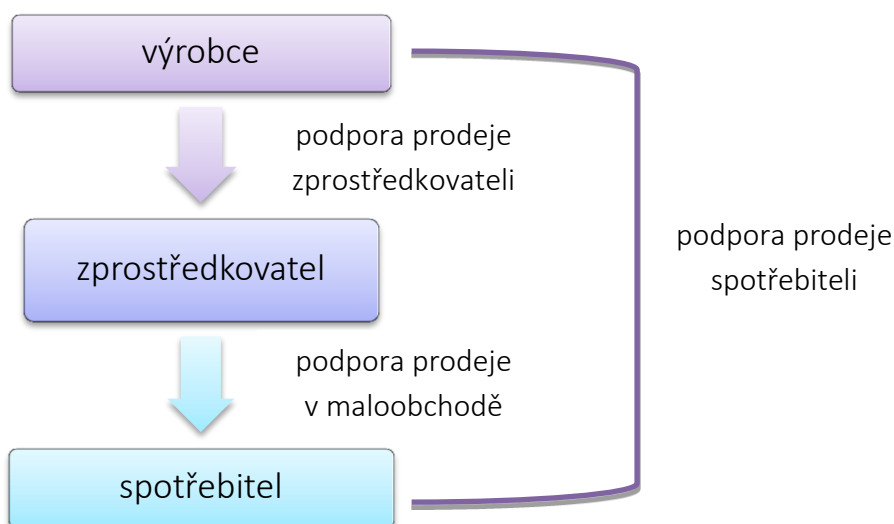 výrobce
podpora prodeje
zprostředkovateli
zprostředkovatel
podpora prodeje
spotřebiteli
podpora prodeje
v maloobchodě
spotřebitel